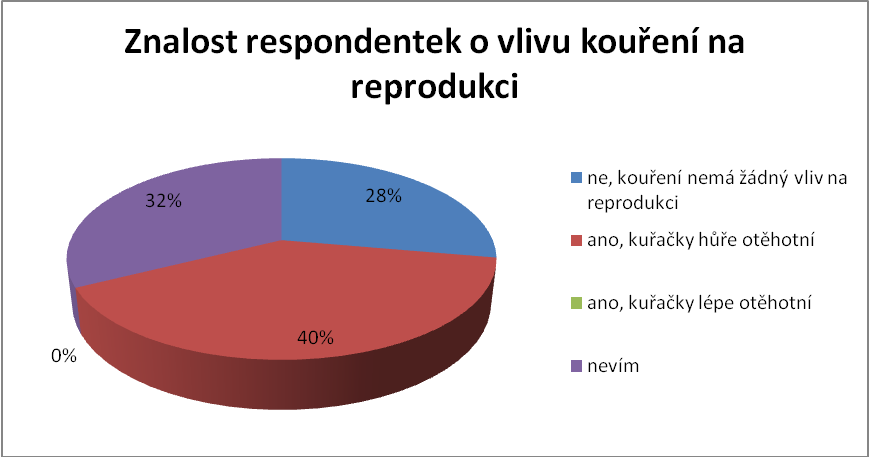 Znalost respondentek o vlivu kouření na
reprodukci
28%
32%
40%
0%
ne, kouření nemá žádný vliv na
reprodukci
ano, kuřačky hůře otěhotní
ano, kuřačky lépe otěhotní
nevím